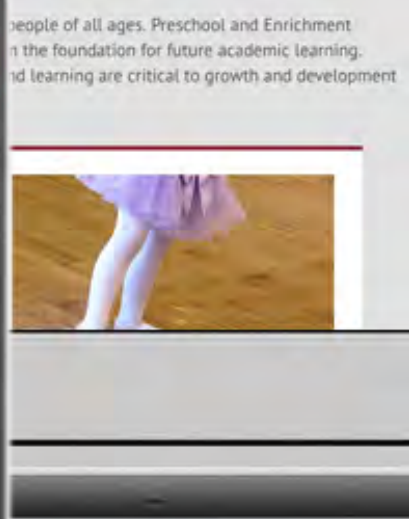 people of all ages. Preschool and Enrichment
the foundation for future academic learning.
learning are critical to growth and development